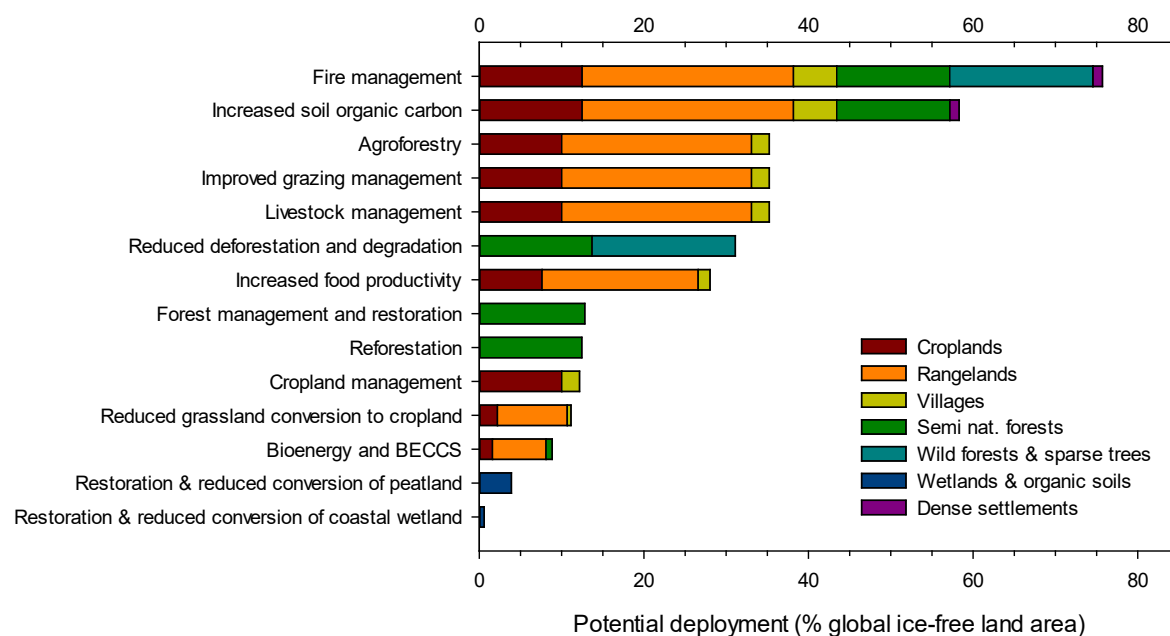 0 20 40 60 80
Fire management
Increased soil organic carbon
Agroforestry
Improved grazing management
Livestock management
Reduced deforestation and degradation
Increased food productivity
Forest management and restoration
Reforestation
Cropland management
Reduced grassland conversion to cropland
Bioenergy and BECCS
Restoration & reduced conversion of peatland
Restoration & reduced conversion of coastal wetland
Croplands
Rangelands
Villages
Semi nat. forests
Wild forests & sparse trees
Wetlands & organic soils
Dense settlements
0 20 40 60 80
Potential deployment (% global ice-free land area)